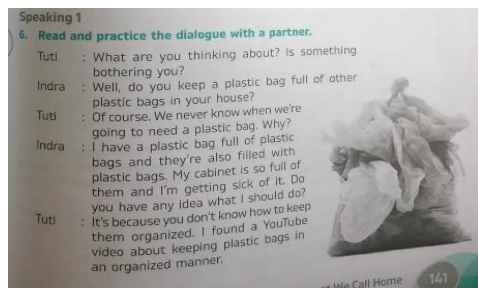 Speaking 1
6. Read and practice the dialogue with a partner.
Tuti : What are you thinking about? Is something
bothering you?
Indra : Well, do you keep a plastic bag full of other
plastic bags in your house?
Tuti : Of course. We never know when we're
going to need a plastic bag. Why?
Indra : I have a plastic bag full of plastic
bags and they're also filled with
plastic bags. My cabinet is so full of
them and I'm getting sick of it. Do
you have any idea what I should do?
Tuti : It's because you don't know how to keep
them organized. I found a YouTube
video about keeping plastic bags in
an organized manner.
We Call Home 141